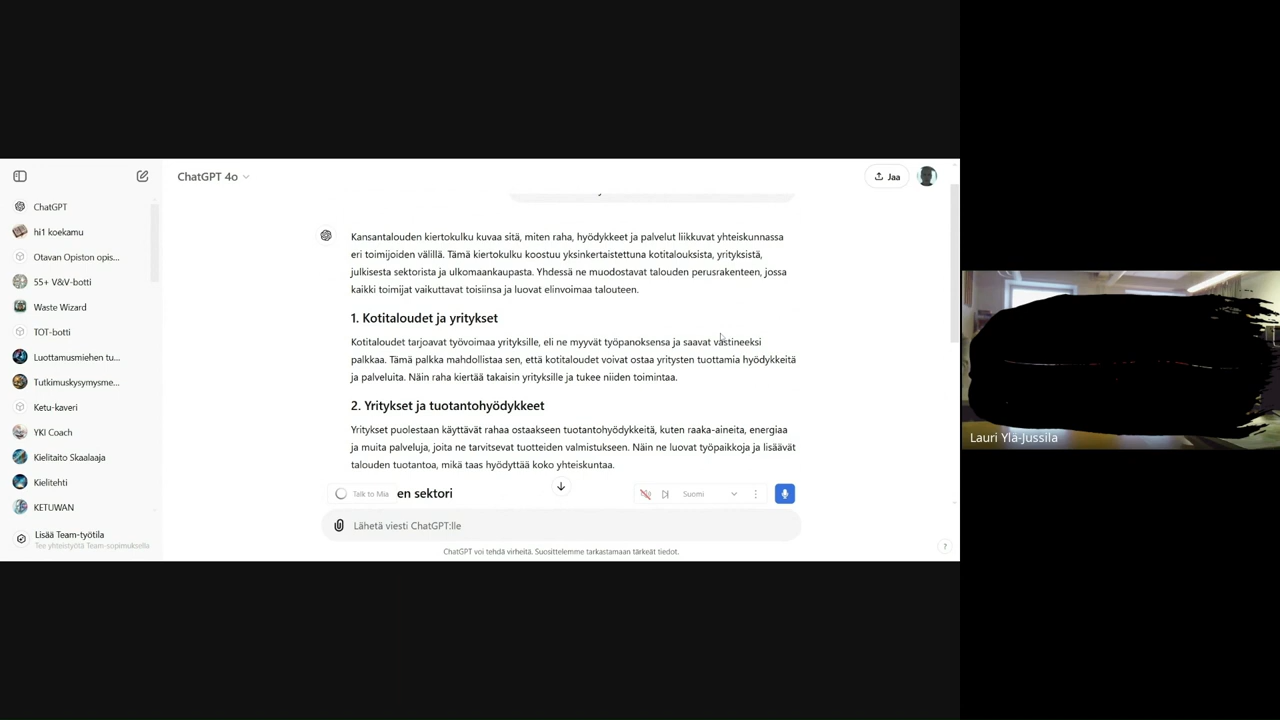 ChatGPT 4o
Jaa
ChatGPT
hi1 koekamu
Otavan Opiston opis...
55+ V&V-botti
Waste Wizard
TOT-botti
Luottamusmiehen tu...
Tutkimuskysymysme...
Ketu-kaveri
YKI Coach
Kielitaito Skaalaaja
Kielitehti
KETUWAN
Lisää Team-työtila
Tee yhteistyötä Team-sopimuksella
Kansantalouden kiertokulku kuvaa sitä, miten raha, hyödykkeet ja palvelut liikkuvat yhteiskunnassa
eri toimijoiden välillä. Tämä kiertokulku koostuu yksinkertaistettuna kotitalouksista, yrityksistä,
julkisesta sektorista ja ulkomaankaupasta. Yhdessä ne muodostavat talouden perusrakenteen, jossa
kaikki toimijat vaikuttavat toisiinsa ja luovat elinvoimaa talouteen.
1. Kotitaloudet ja yritykset
Kotitaloudet tarjoavat työvoimaa yrityksille, eli ne myyvät työpanoksensa ja saavat vastineeksi
palkkaa. Tämä palkka mahdollistaa sen, että kotitaloudet voivat ostaa yritysten tuottamia hyödykkeitä
ja palveluita. Näin raha kiertää takaisin yrityksille ja tukee niiden toimintaa.
2. Yritykset ja tuotantohyödykkeet
Yritykset puolestaan käyttävät rahaa ostaakseen tuotantohyödykkeitä, kuten raaka-aineita, energiaa
ja muita palveluja, joita ne tarvitsevat tuotteiden valmistukseen. Näin ne luovat työpaikkoja ja lisäävät
talouden tuotantoa, mikä taas hyödyttää koko yhteiskuntaa.
Talk to Mia
en sektori
Suomi
Lähetä viesti ChatGPT:lle
ChatGPT voi tehdä virheitä. Suosittelemme tarkastamaan tärkeät tiedot.
?
Lauri Ylä-Jussila